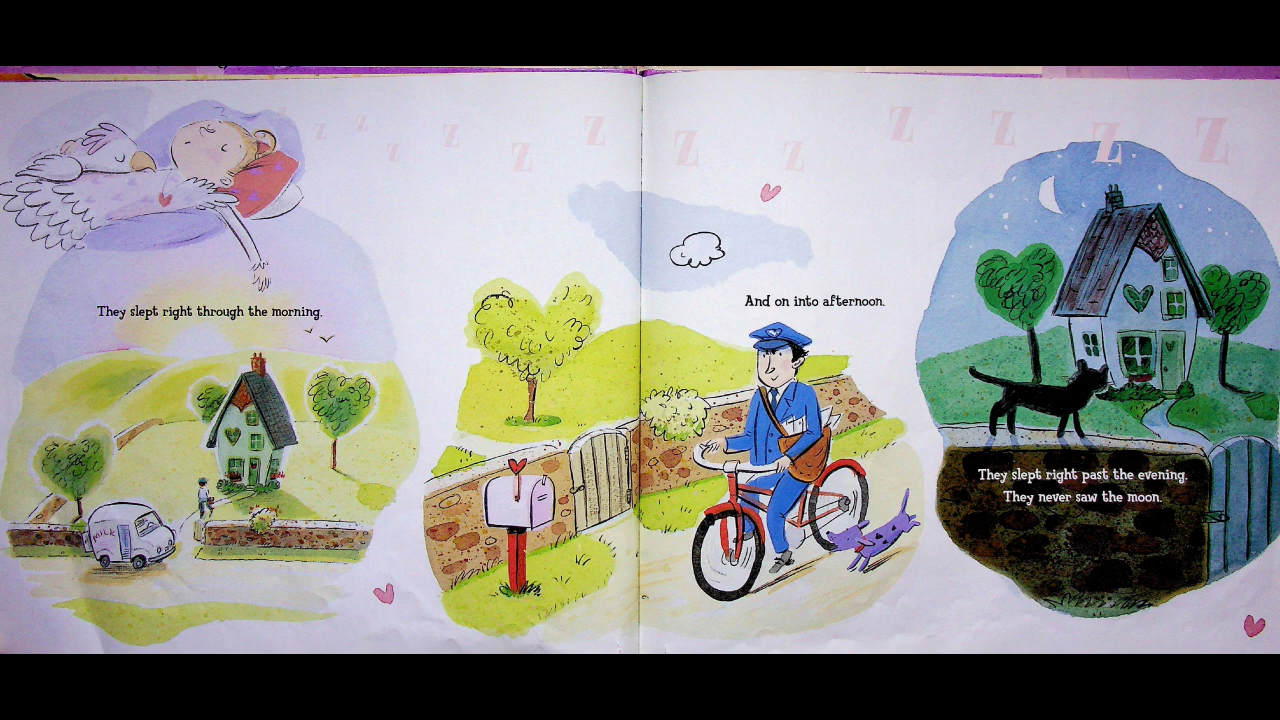 Z Z Z Z Z Z Z Z Z Z Z Z
They slept right through the morning.
And on into afternoon.
MILK
They slept right past the evening.
They never saw the moon.